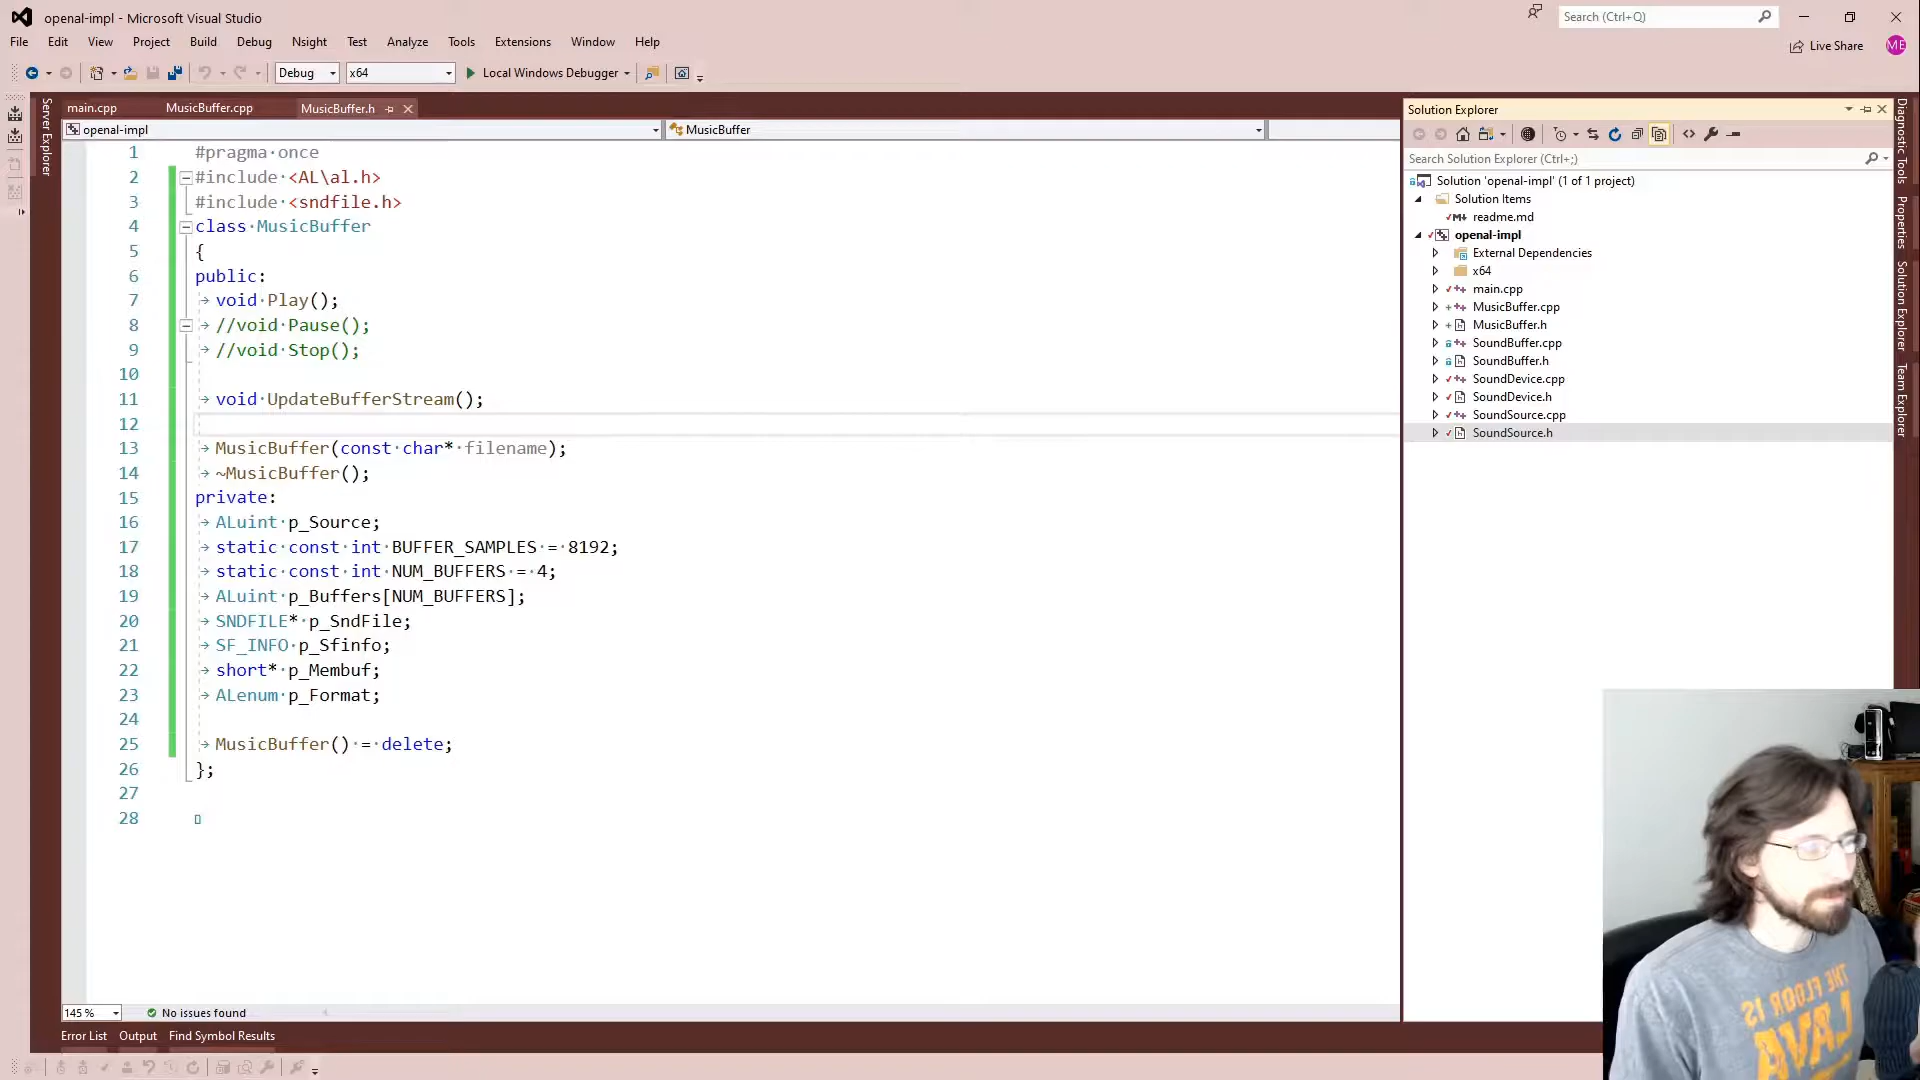 openal-impl - Microsoft Visual Studio
Search (Ctrl+Q)
File Edit View Project Build Debug Nsight Test Analyze Tools Extensions Window Help
Live Share
ME
Debug x64 Local Windows Debugger
Server Explorer
main.cpp MusicBuffer.cpp MusicBuffer.h
openal-impl MusicBuffer
1 #pragma once
2 #include <AL\al.h>
3 #include <sndfile.h>
4 class MusicBuffer
5 {
6 public:
7 void Play();
8 //void Pause();
9 //void Stop();
10
11 void UpdateBufferStream();
12
13 MusicBuffer(const char* filename);
14 ~MusicBuffer();
15 private:
16 ALuint p_Source;
17 static const int BUFFER_SAMPLES = 8192;
18 static const int NUM_BUFFERS = 4;
19 ALuint p_Buffers[NUM_BUFFERS];
20 SNDFILE* p_SndFile;
21 SF_INFO p_Sfinfo;
22 short* p_Membuf;
23 ALenum p_Format;
24
25 MusicBuffer() = delete;
26 };
27
28
145 % No issues found
Error List Output Find Symbol Results
Solution Explorer
Search Solution Explorer (Ctrl+;)
Solution 'openal-impl' (1 of 1 project)
Solution Items
readme.md
openal-impl
External Dependencies
x64
main.cpp
MusicBuffer.cpp
MusicBuffer.h
SoundBuffer.cpp
SoundBuffer.h
SoundDevice.cpp
SoundDevice.h
SoundSource.cpp
SoundSource.h
Diagnostic Tools
Properties
Solution Explorer
Team Explorer
THE
FLOOR IS
LAVA